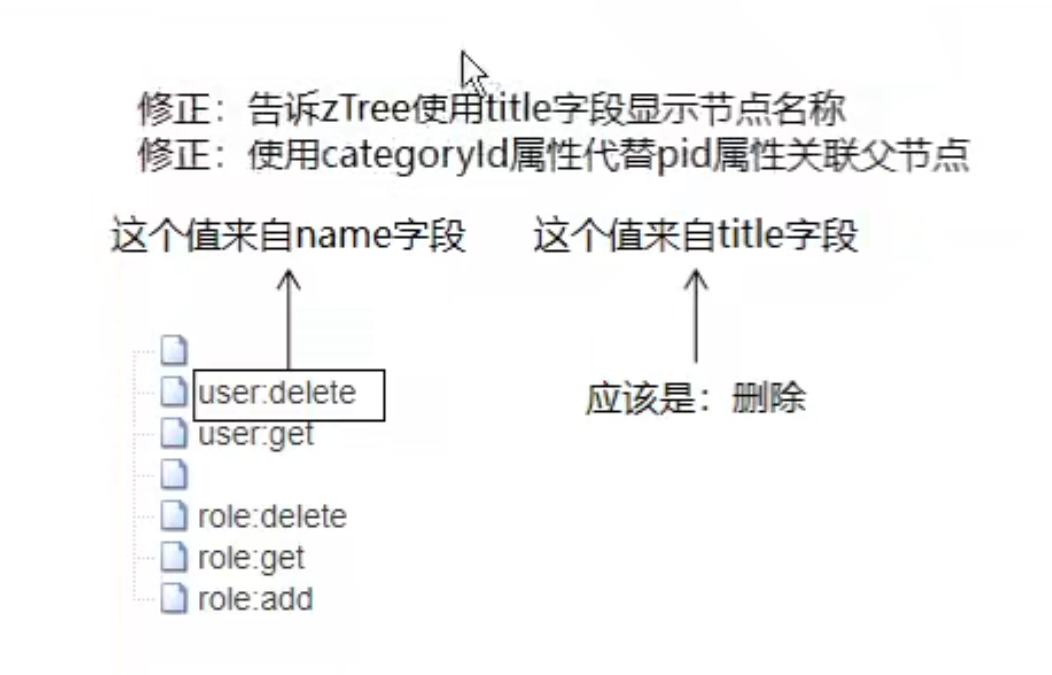 修正：告诉zTree使用title字段显示节点名称
修正：使用categoryId属性代替pid属性关联父节点
这个值来自name字段
这个值来自title字段
user:delete
应该是：删除
user:get
role:delete
role:get
role:add